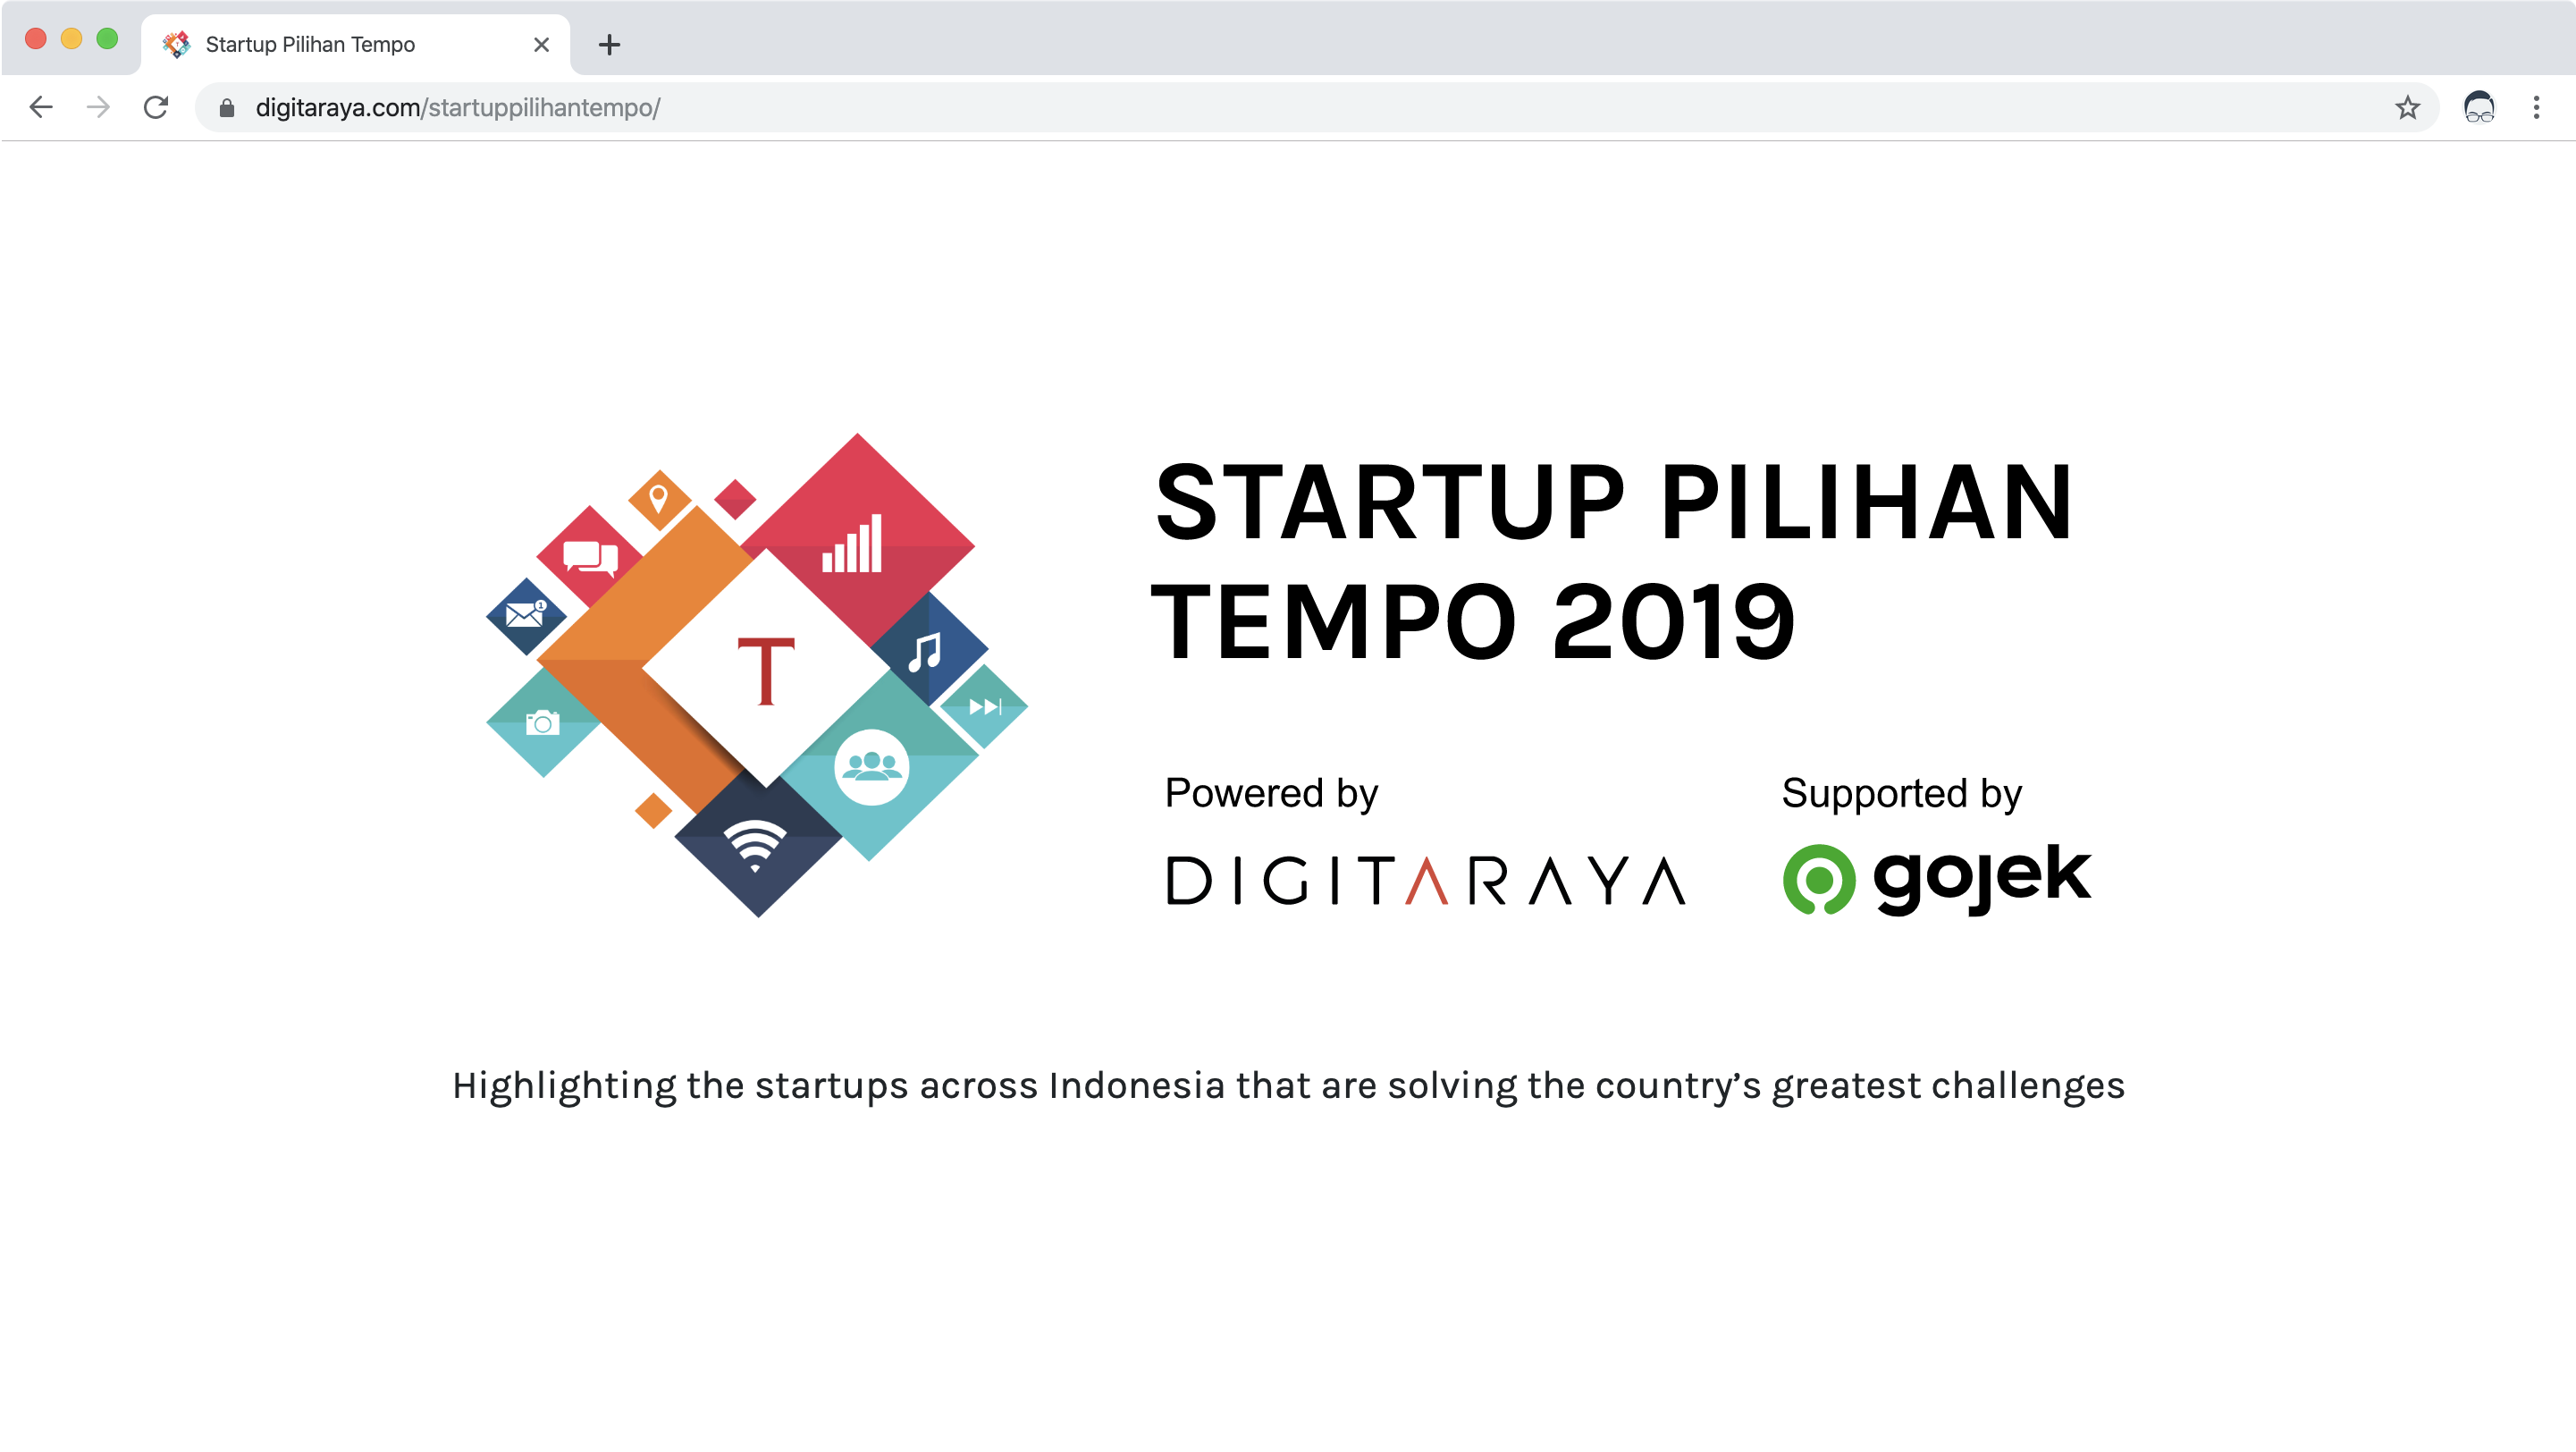 Startup Pilihan Tempo
digitaraya.com/startuppilihantempo/
STARTUP PILIHAN
TEMPO 2019
1
T
Powered by
Supported by
DIGITARAYA
gojek
Highlighting the startups across Indonesia that are solving the country’s greatest challenges